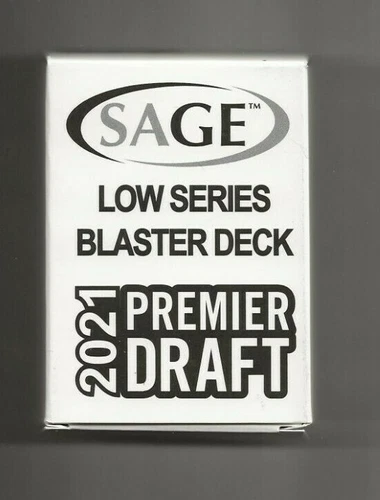 SAGE™
LOW SERIES
BLASTER DECK
2021
PREMIER
DRAFT